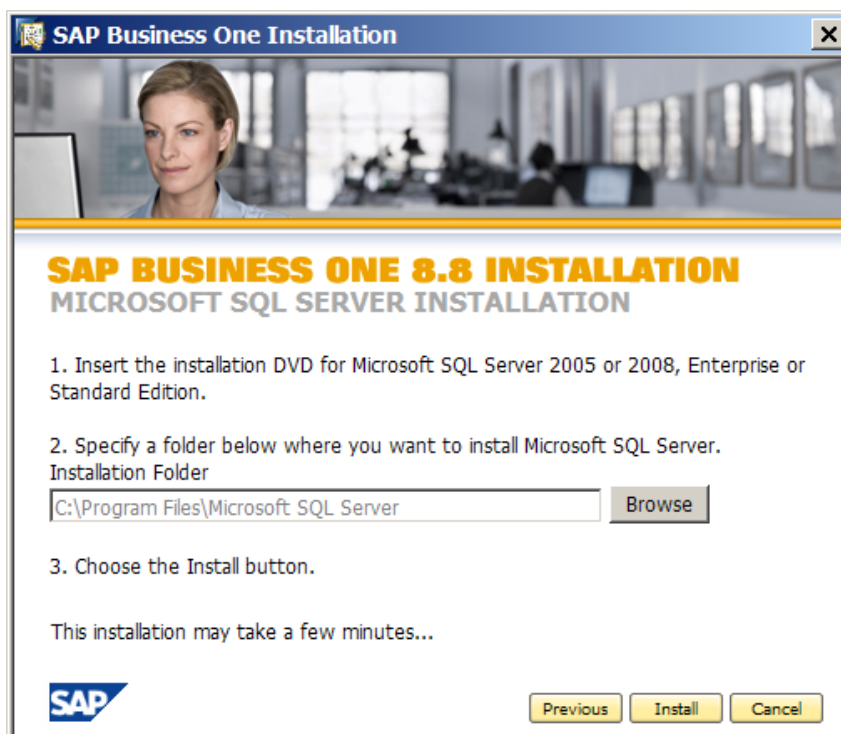 SAP Business One Installation
SAP BUSINESS ONE 8.8 INSTALLATION
MICROSOFT SQL SERVER INSTALLATION
1. Insert the installation DVD for Microsoft SQL Server 2005 or 2008, Enterprise or
Standard Edition.
2. Specify a folder below where you want to install Microsoft SQL Server.
Installation Folder
C:\Program Files\Microsoft SQL Server
Browse
3. Choose the Install button.
This installation may take a few minutes...
SAP
Previous Install Cancel